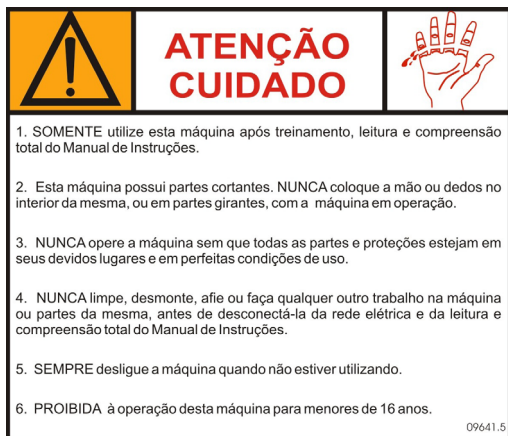 ATENÇÃO
CUIDADO
1. SOMENTE utilize esta máquina após treinamento, leitura e compreensão
total do Manual de Instruções.
2. Esta máquina possui partes cortantes. NUNCA coloque a mão ou dedos no
interior da mesma, ou em partes girantes, com a máquina em operação.
3. NUNCA opere a máquina sem que todas as partes e proteções estejam em
seus devidos lugares e em perfeitas condições de uso.
4. NUNCA limpe, desmonte, afie ou faça qualquer outro trabalho na máquina
ou partes da mesma, antes de desconectá-la da rede elétrica e da leitura e
compreensão total do Manual de Instruções.
5. SEMPRE desligue a máquina quando não estiver utilizando.
6. PROIBIDA à operação desta máquina para menores de 16 anos.
09641.5